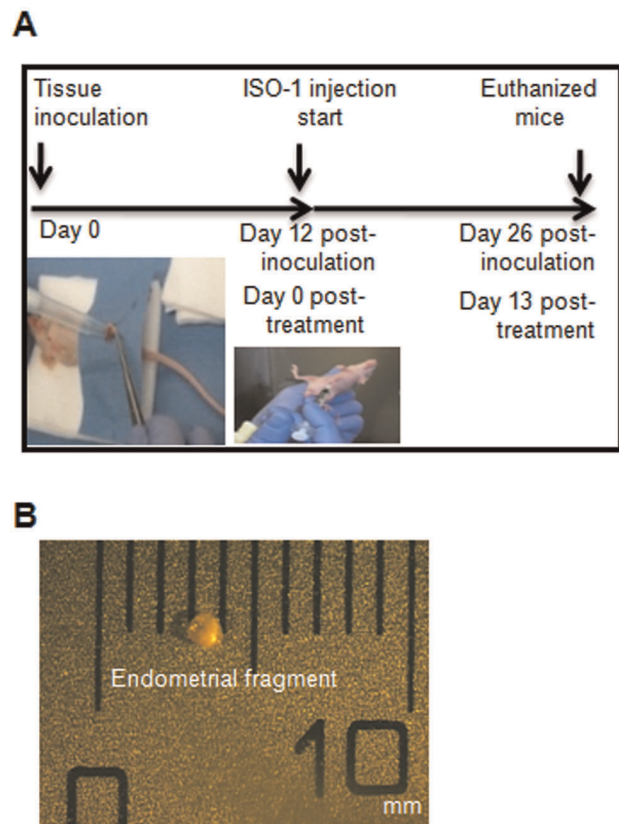 A
Tissue
inoculation
ISO-1 injection
start
Euthanized
mice
Day 0
Day 12 post-
inoculation
Day 0 post-
treatment
Day 26 post-
inoculation
Day 13 post-
treatment
B
Endometrial fragment
0
10
mm